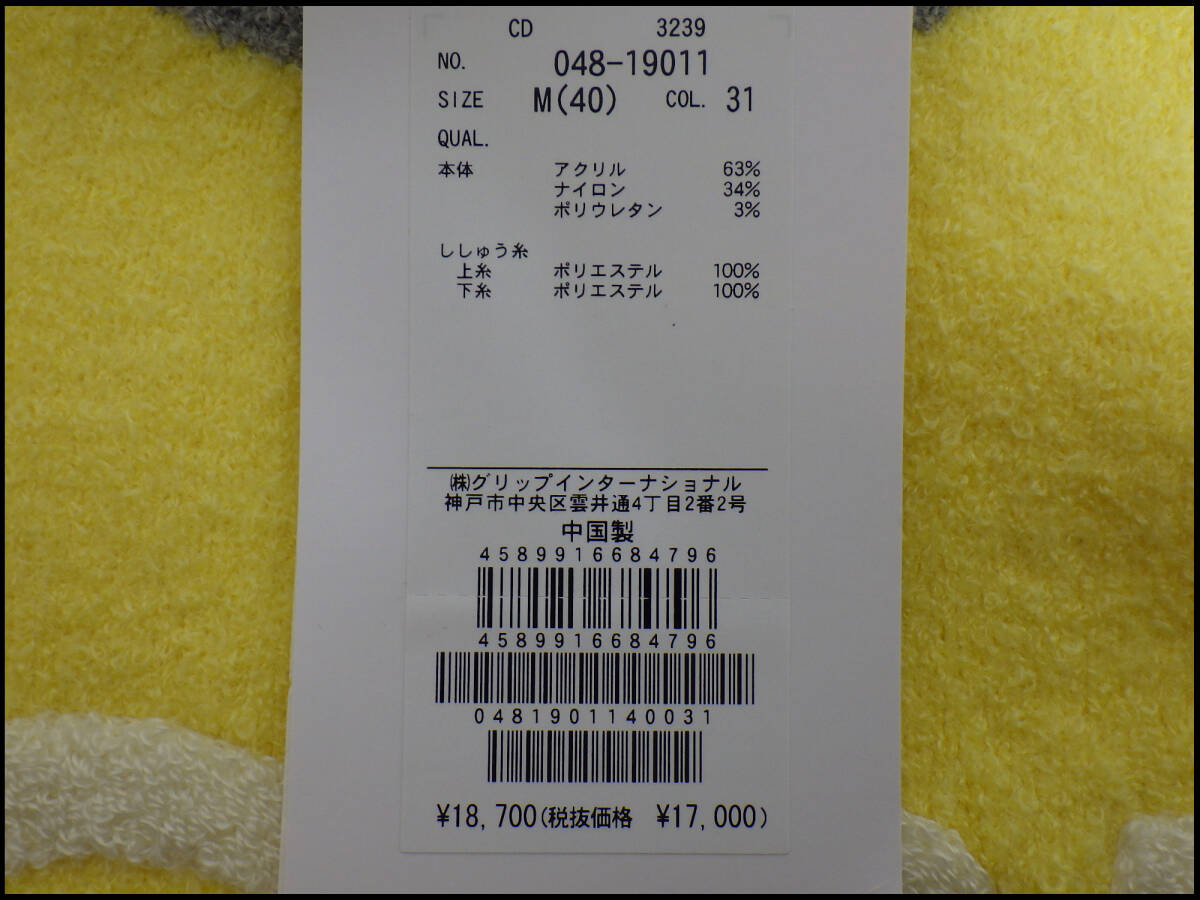 CD 3239
NO. 048-19011
SIZE M(40) COL. 31
QUAL.
本体 アクリル 63%
ナイロン 34%
ポリウレタン 3%
ししゅう糸
上糸 ポリエステル 100%
下糸 ポリエステル 100%
㈱グリップインターナショナル
神戸市中央区雲井通4丁目2番2号
中国製
4589916684796
4589916684796
0481901140031
¥18,700(税抜価格 ¥17,000)